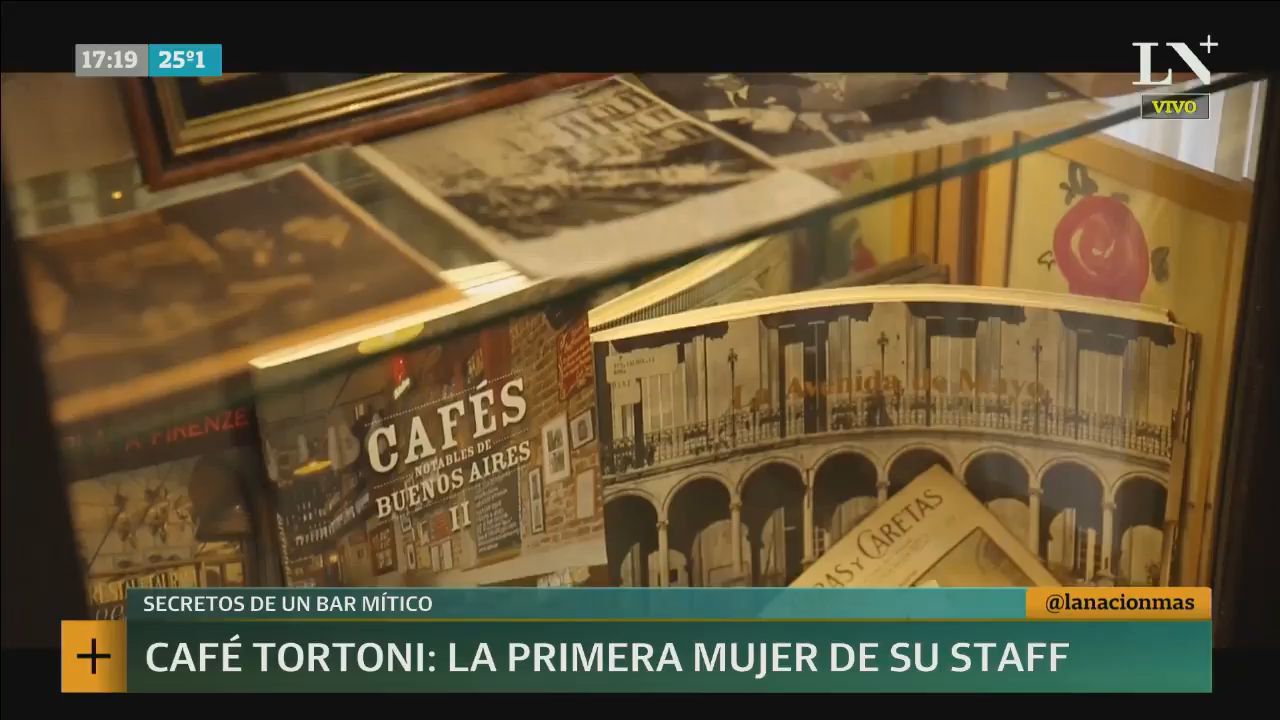 17:19 25º1
LN+
VIVO
A FIRENZE
CAFÉS
NOTABLES DE
BUENOS AIRES
II
La Avenida de Mayo
Y CARETAS
SECRETOS DE UN BAR MÍTICO
@lanacionmas
+ CAFÉ TORTONI: LA PRIMERA MUJER DE SU STAFF